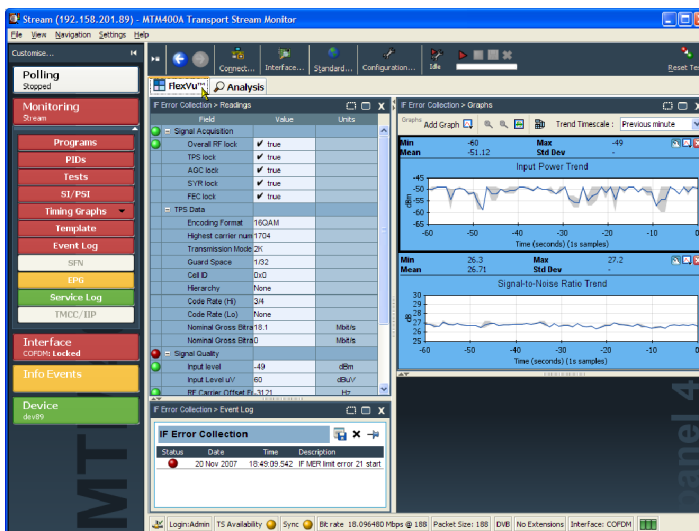 Stream (192.158.201.89) - MTM400A Transport Stream Monitor
File View Navigation Settings Help
Customise...
Connect... Interface... Standard... Configuration... Idle Reset Tes
Polling
Stopped
Monitoring
Stream
Programs
PIDs
Tests
SI/PSI
Timing Graphs
Template
Event Log
SFN
EPG
Service Log
TMCC/IIP
Interface
COFDM: Locked
Info Events
Device
dev89
FlexVu™ Analysis
IF Error Collection > Readings
Field Value Units
Signal Acquisition
Overall RF lock true
TPS lock true
AGC lock true
SYR lock true
FEC lock true
TPS Data
Encoding Format 16QAM
Highest carrier num 1704
Transmission Mode 2K
Guard Space 1/32
Cell ID 0x0
Hierarchy None
Code Rate (Hi) 3/4
Code Rate (Lo) None
Nominal Gross Bitra 18.1 Mbit/s
Nominal Gross Bitra 0 Mbit/s
Signal Quality
Input level -49 dBm
Input Level uV 60 dBuV
RF Carrier Offset F -3121 Hz
IF Error Collection > Event Log
IF Error Collection
Status Date Time Description
20 Nov 2007 18:49:09.542 IF MER limit error 21 start
IF Error Collection > Graphs
Graphs Add Graph Trend Timescale : Previous minute
Min -60 Max -49
Mean -51.12 Std Dev -
Input Power Trend
dBm
-45
-50
-55
-60
-65
-60 -50 -40 -30 -20 -10 0
Time (seconds) (1s samples)
Min 26.3 Max 27.2
Mean 26.71 Std Dev -
Signal-to-Noise Ratio Trend
dB
30
29
28
27
26
25
-60 -50 -40 -30 -20 -10 0
Time (seconds) (1s samples)
MTM
panel 4
Login:Admin TS Availability Sync Bit rate 18.096480 Mbps @ 188 Packet Size: 188 DVB No Extensions Interface: COFDM